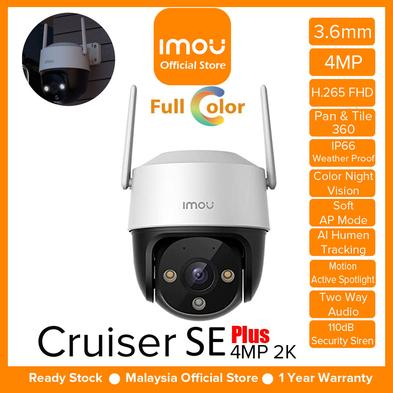 imou
Official Store
Full Color
imou
3.6mm
4MP
H.265 FHD
Pan & Tile
360
IP66
Weather Proof
Color Night
Vision
Soft
AP Mode
AI Humen
Tracking
Motion
Active Spotlight
Two Way
Audio
110dB
Security Siren
Cruiser SE Plus
4MP 2K
Ready Stock ● Malaysia Official Store ● 1 Year Warranty